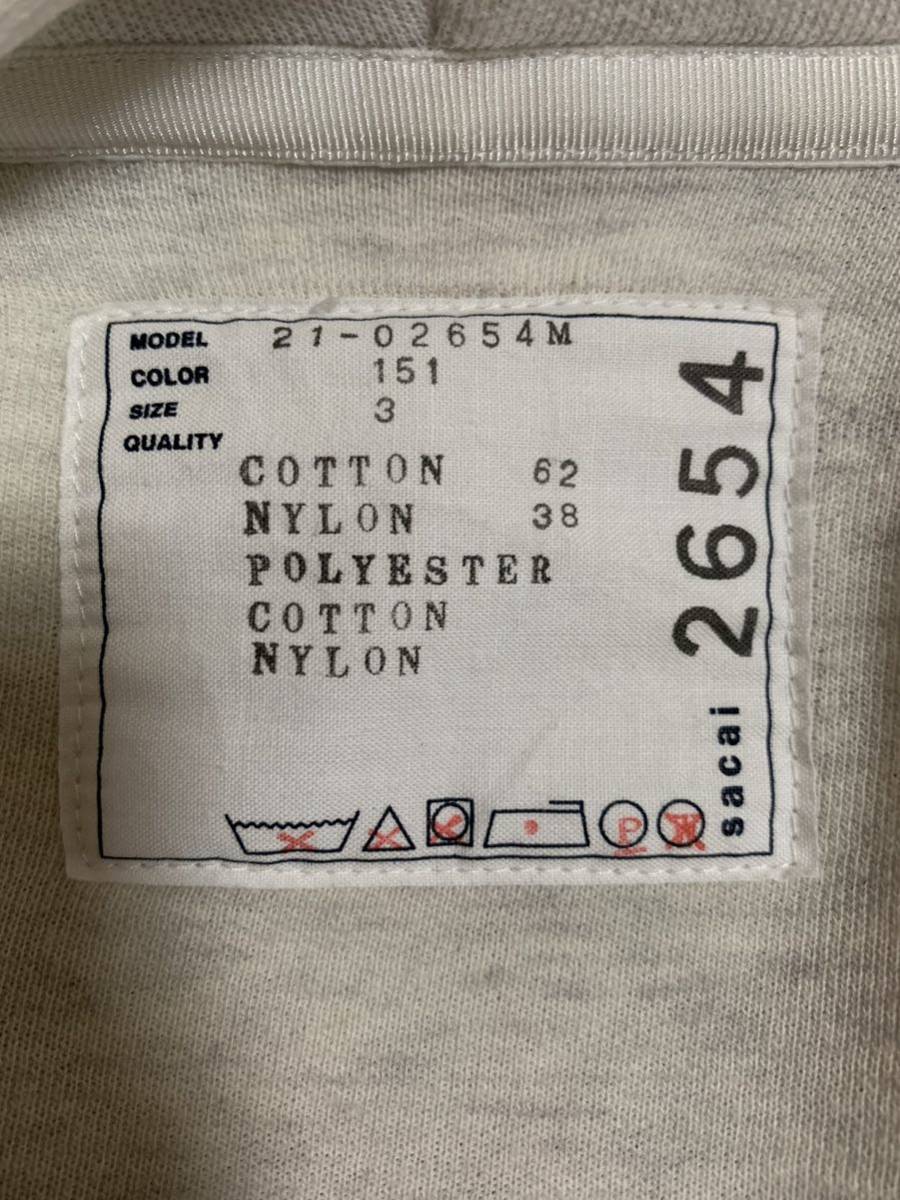 MODEL 21-02654M
COLOR 151
SIZE 3
QUALITY
COTTON 62
NYLON 38
POLYESTER
COTTON
NYLON
P
W
sacai 2654